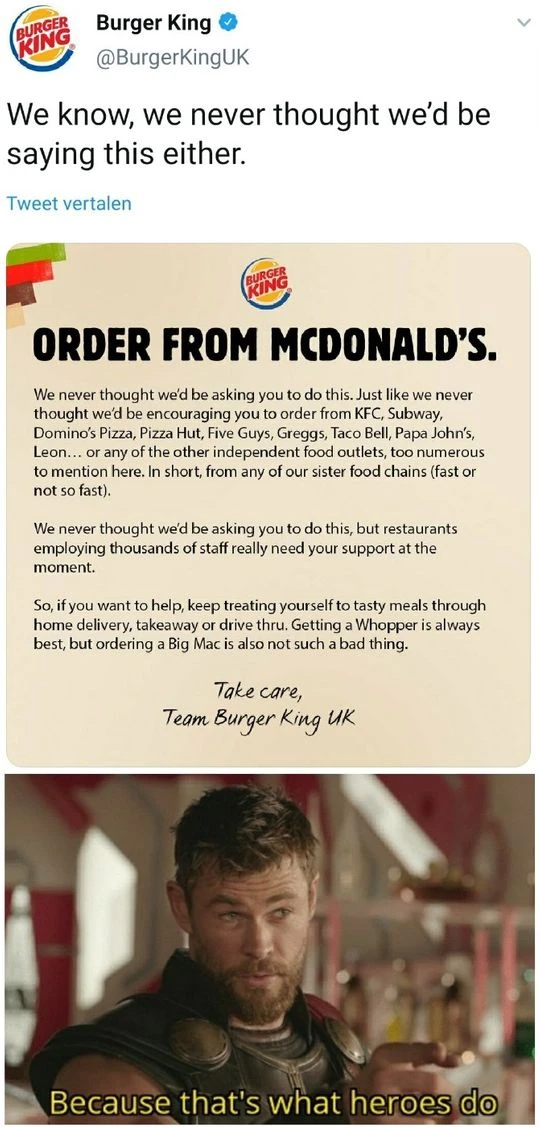 BURGER
KING
Burger King
@BurgerKingUK
We know, we never thought we'd be
saying this either.
Tweet vertalen
BURGER
KING
ORDER FROM MCDONALD'S.
We never thought we'd be asking you to do this. Just like we never
thought we'd be encouraging you to order from KFC, Subway,
Domino's Pizza, Pizza Hut, Five Guys, Greggs, Taco Bell, Papa John's,
Leon... or any of the other independent food outlets, too numerous
to mention here. In short, from any of our sister food chains (fast or
not so fast).
We never thought we'd be asking you to do this, but restaurants
employing thousands of staff really need your support at the
moment.
So, if you want to help, keep treating yourself to tasty meals through
home delivery, takeaway or drive thru. Getting a Whopper is always
best, but ordering a Big Mac is also not such a bad thing.
Take care,
Team Burger King UK
Because that's what heroes do